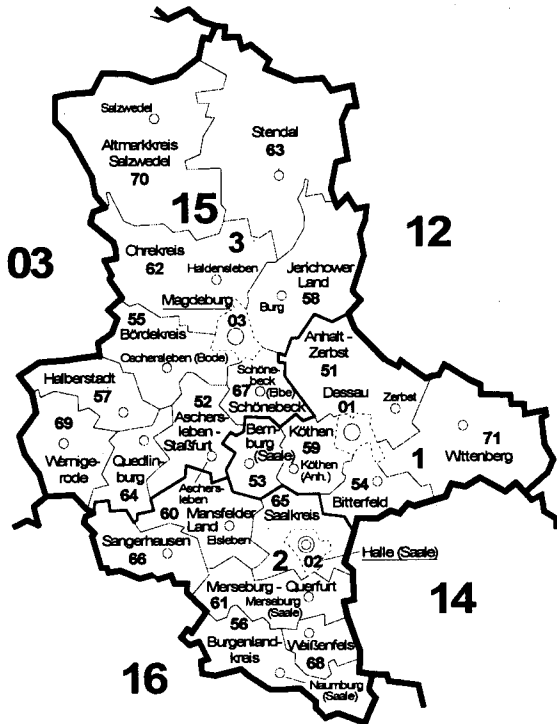 Salzwedel
Altmarkkreis
Salzwedel
70
Stendal
63
15
12
03
3
Ohrekreis
62
Haldensleben
Magdeburg
03
Jerichower
Land
58
Burg
55
Bördekreis
Oschersleben (Bode)
Anhalt -
Zerbst
51
Halberstadt
57
52
Aschers-
leben -
Staßfurt
Schöne-
beck (Elbe)
67
Schönebeck
Dessau
01
Zerbst
69
Wernige-
rode
Quedlin-
burg
64
Bern-
burg
(Saale)
53
Köthen
59
Köthen
(Anh.)
1
71
Wittenberg
54
Bitterfeld
Aschers-
leben
60
Mansfelder
Land
Eisleben
65
Saalkreis
Sangerhausen
66
2
02
Halle (Saale)
Merseburg - Querfurt
61
Merseburg
(Saale)
14
56
Burgenland-
kreis
Weißenfels
68
16
Naumburg
(Saale)